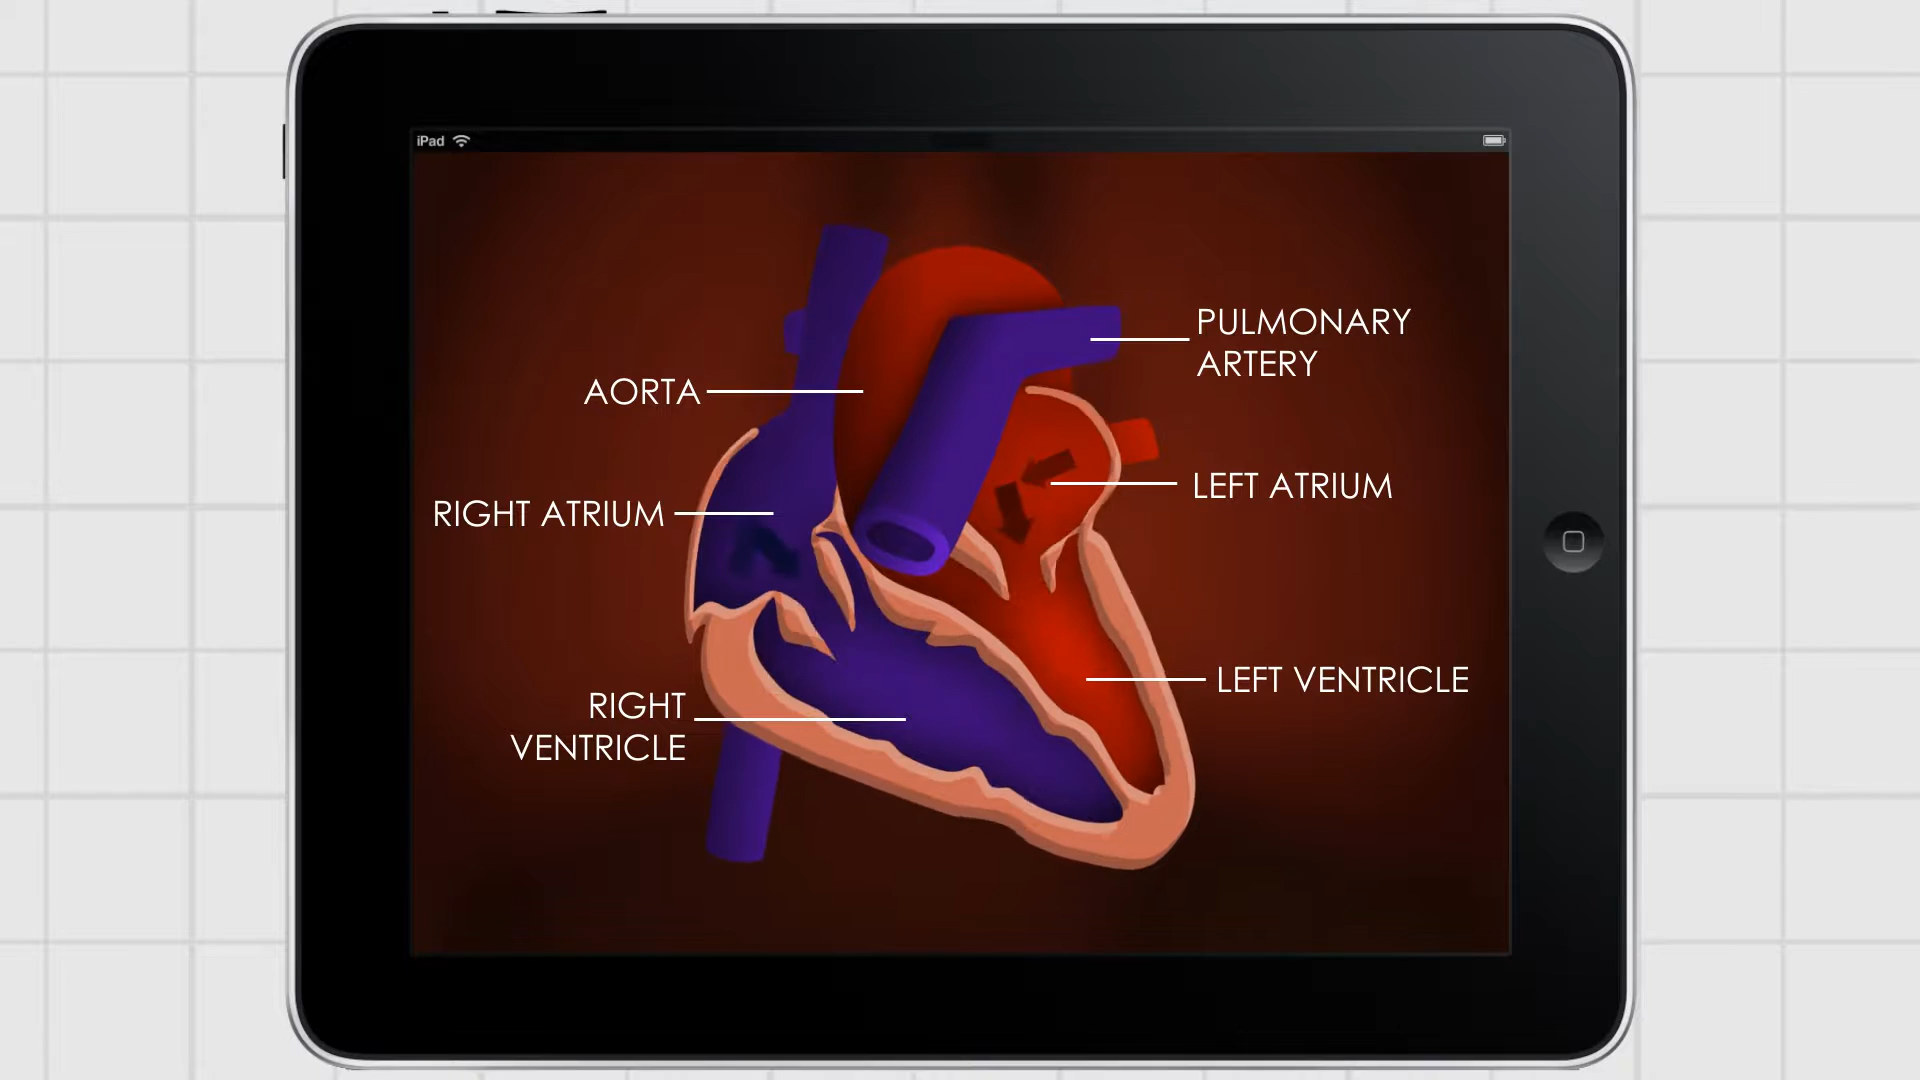 iPad
PULMONARY
ARTERY
AORTA
LEFT ATRIUM
RIGHT ATRIUM
LEFT VENTRICLE
RIGHT
VENTRICLE